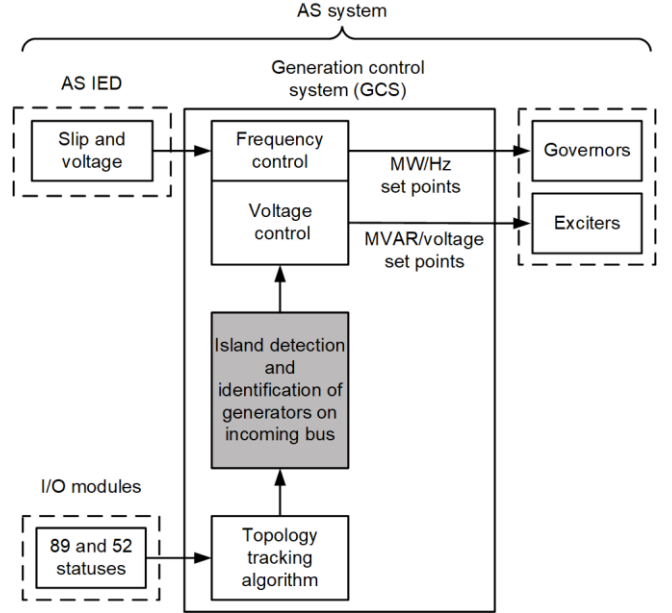 AS system
AS IED
Generation control
system (GCS)
Slip and
voltage
Frequency
control
MW/Hz
set points
Governors
Voltage
control
MVAR/voltage
set points
Exciters
Island detection
and
identification of
generators on
incoming bus
I/O modules
89 and 52
statuses
Topology
tracking
algorithm